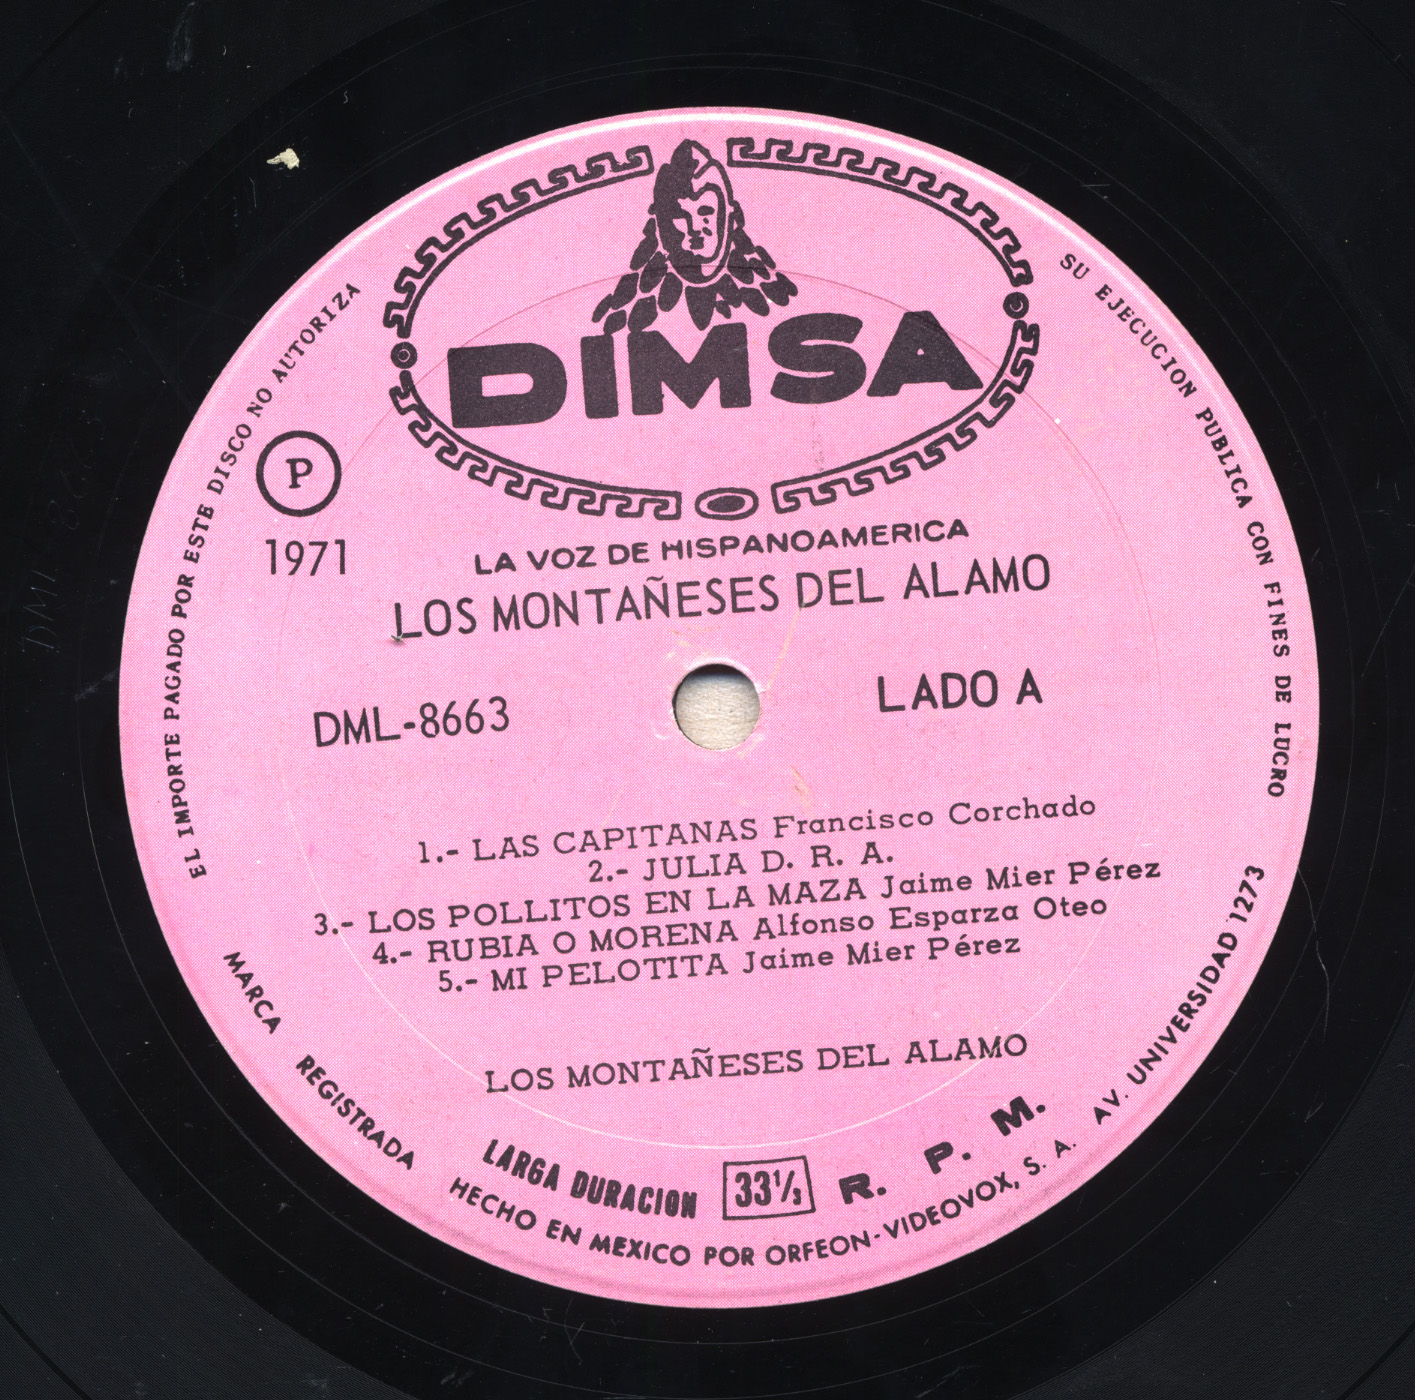 DIMSA
LA VOZ DE HISPANOAMERICA
EL IMPORTE PAGADO POR ESTE DISCO NO AUTORIZA
SU EJECUCION PUBLICA CON FINES DE LUCRO
P
1971
LOS MONTAÑESES DEL ALAMO
DML-8663
LADO A
1.- LAS CAPITANAS Francisco Corchado
2.- JULIA D. R. A.
3.- LOS POLLITOS EN LA MAZA Jaime Mier Pérez
4.- RUBIA O MORENA Alfonso Esparza Oteo
5.- MI PELOTITA Jaime Mier Pérez
LOS MONTAÑESES DEL ALAMO
LARGA DURACION 33⅓ R. P. M.
MARCA REGISTRADA
HECHO EN MEXICO POR ORFEON-VIDEOVOX, S. A. AV. UNIVERSIDAD 1273